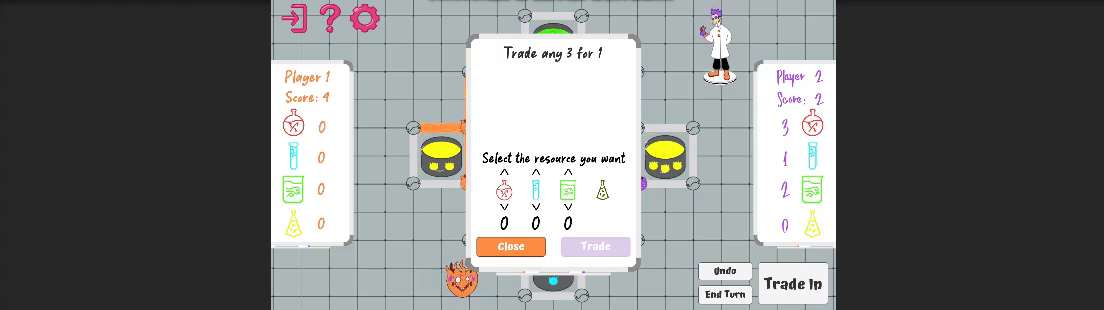 ?
Player 1
Score: 4
0
0
0
0
Trade any 3 for 1
Select the resource you want
0 0 0
Close
Trade
Player 2
Score: 2
3
1
2
0
Undo
End Turn
Trade In